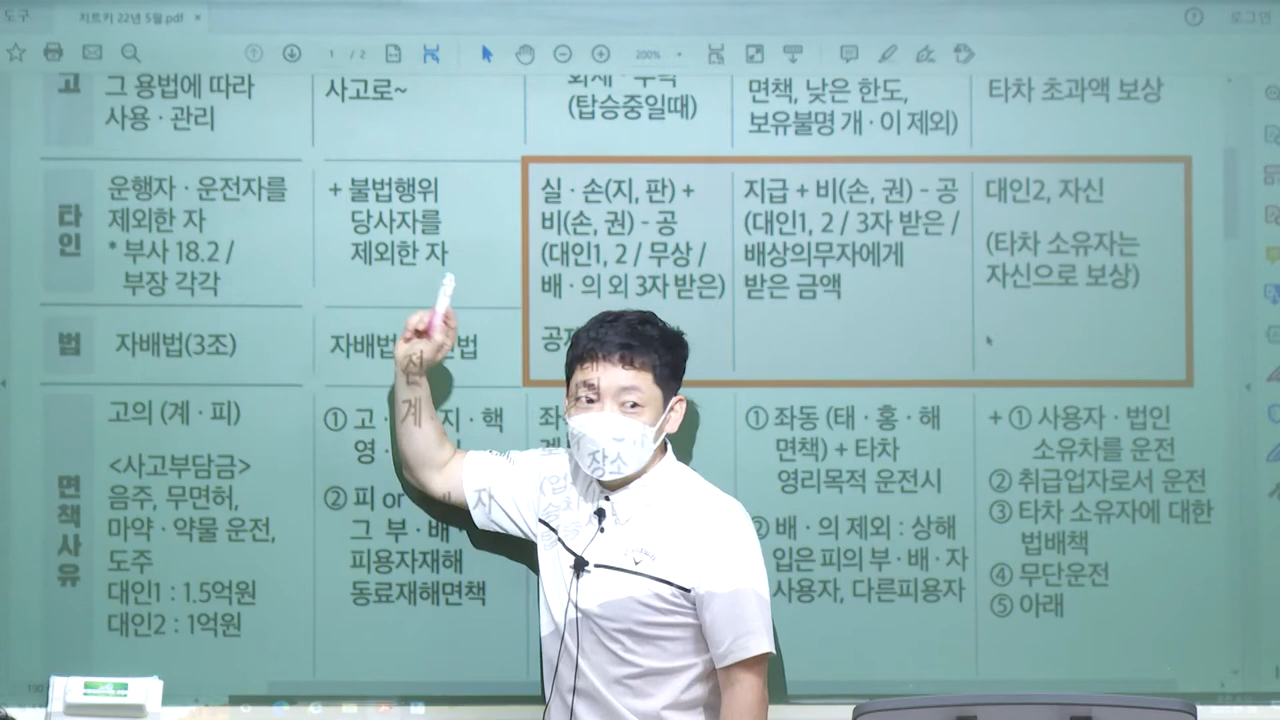 도구
치트키 22년 5월.pdf ×
로그인
1 / 2
200%
고
그 용법에 따라
사용 · 관리
사고로~
(탑승중일때)
면책, 낮은 한도,
보유불명 개 · 이 제외)
타차 초과액 보상
타인
운행자 · 운전자를
제외한 자
* 부사 18.2 /
부장 각각
+ 불법행위
당사자를
제외한 자
실 · 손(지, 판) +
비(손, 권) - 공
(대인1, 2 / 무상 /
배 · 의 외 3자 받은)
지급 + 비(손, 권) - 공
(대인1, 2 / 3자 받은 /
배상의무자에게
받은 금액
대인2, 자신
(타차 소유자는
자신으로 보상)
법
자배법(3조)
자배법
법
면책사유
고의 (계 · 피)
<사고부담금>
음주, 무면허,
마약 · 약물 운전,
도주
대인1 : 1.5억원
대인2 : 1억원
① 고 · 지 · 핵
영 ·
② 피 or 자
그 부 · 배
피용자재해
동료재해면책
장소
① 좌동 (태 · 홍 · 해
면책) + 타차
영리목적 운전시
② 배 · 의 제외 : 상해
입은 피의 부 · 배 · 자
사용자, 다른피용자
+ ① 사용자 · 법인
소유차를 운전
② 취급업자로서 운전
③ 타차 소유자에 대한
법배책
④ 무단운전
⑤ 아래